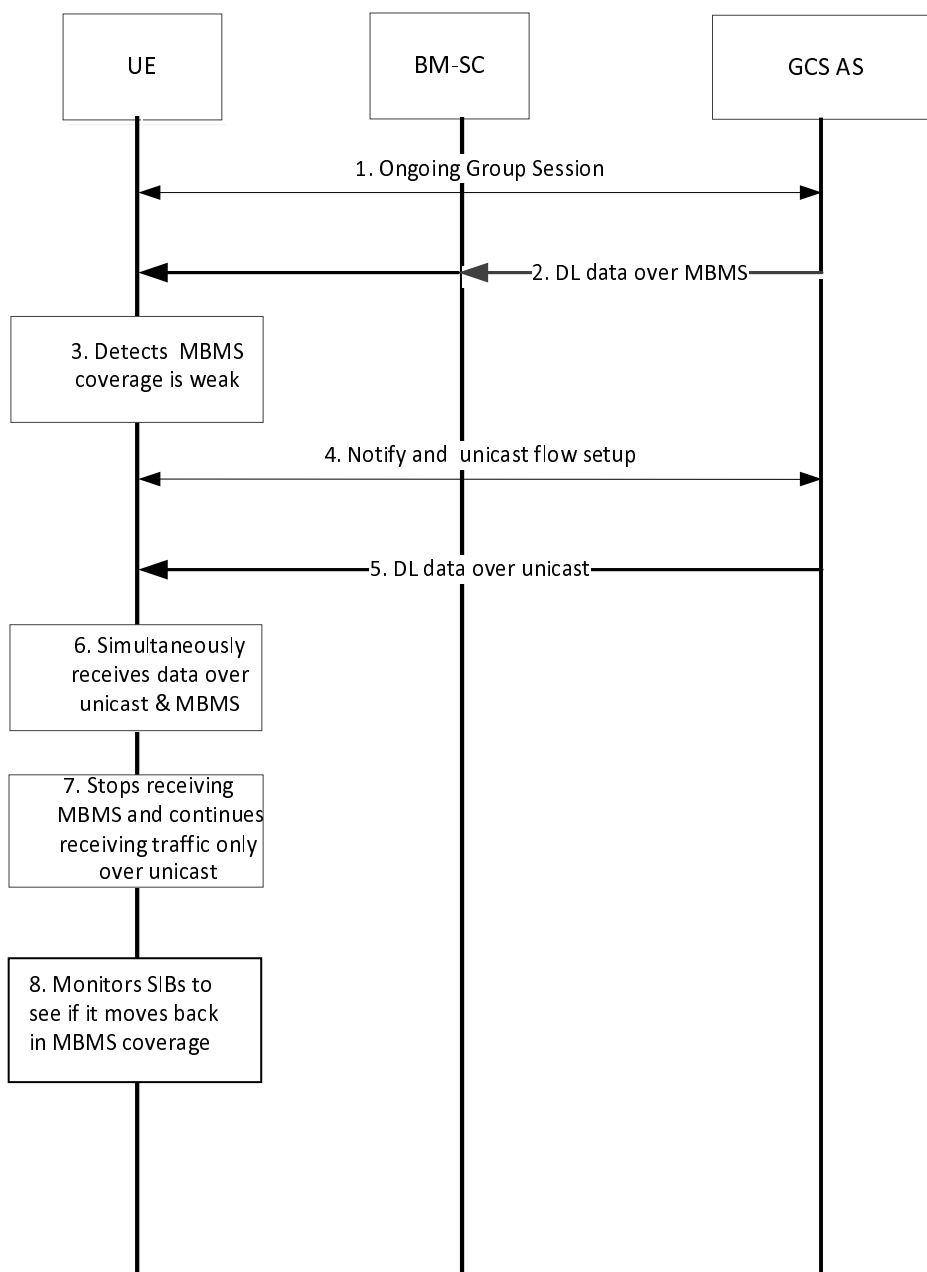 UE
BM-SC
GCS AS
1. Ongoing Group Session
2. DL data over MBMS
3. Detects MBMS
coverage is weak
4. Notify and unicast flow setup
5. DL data over unicast
6. Simultaneously
receives data over
unicast & MBMS
7. Stops receiving
MBMS and continues
receiving traffic only
over unicast
8. Monitors SIBs to
see if it moves back
in MBMS coverage